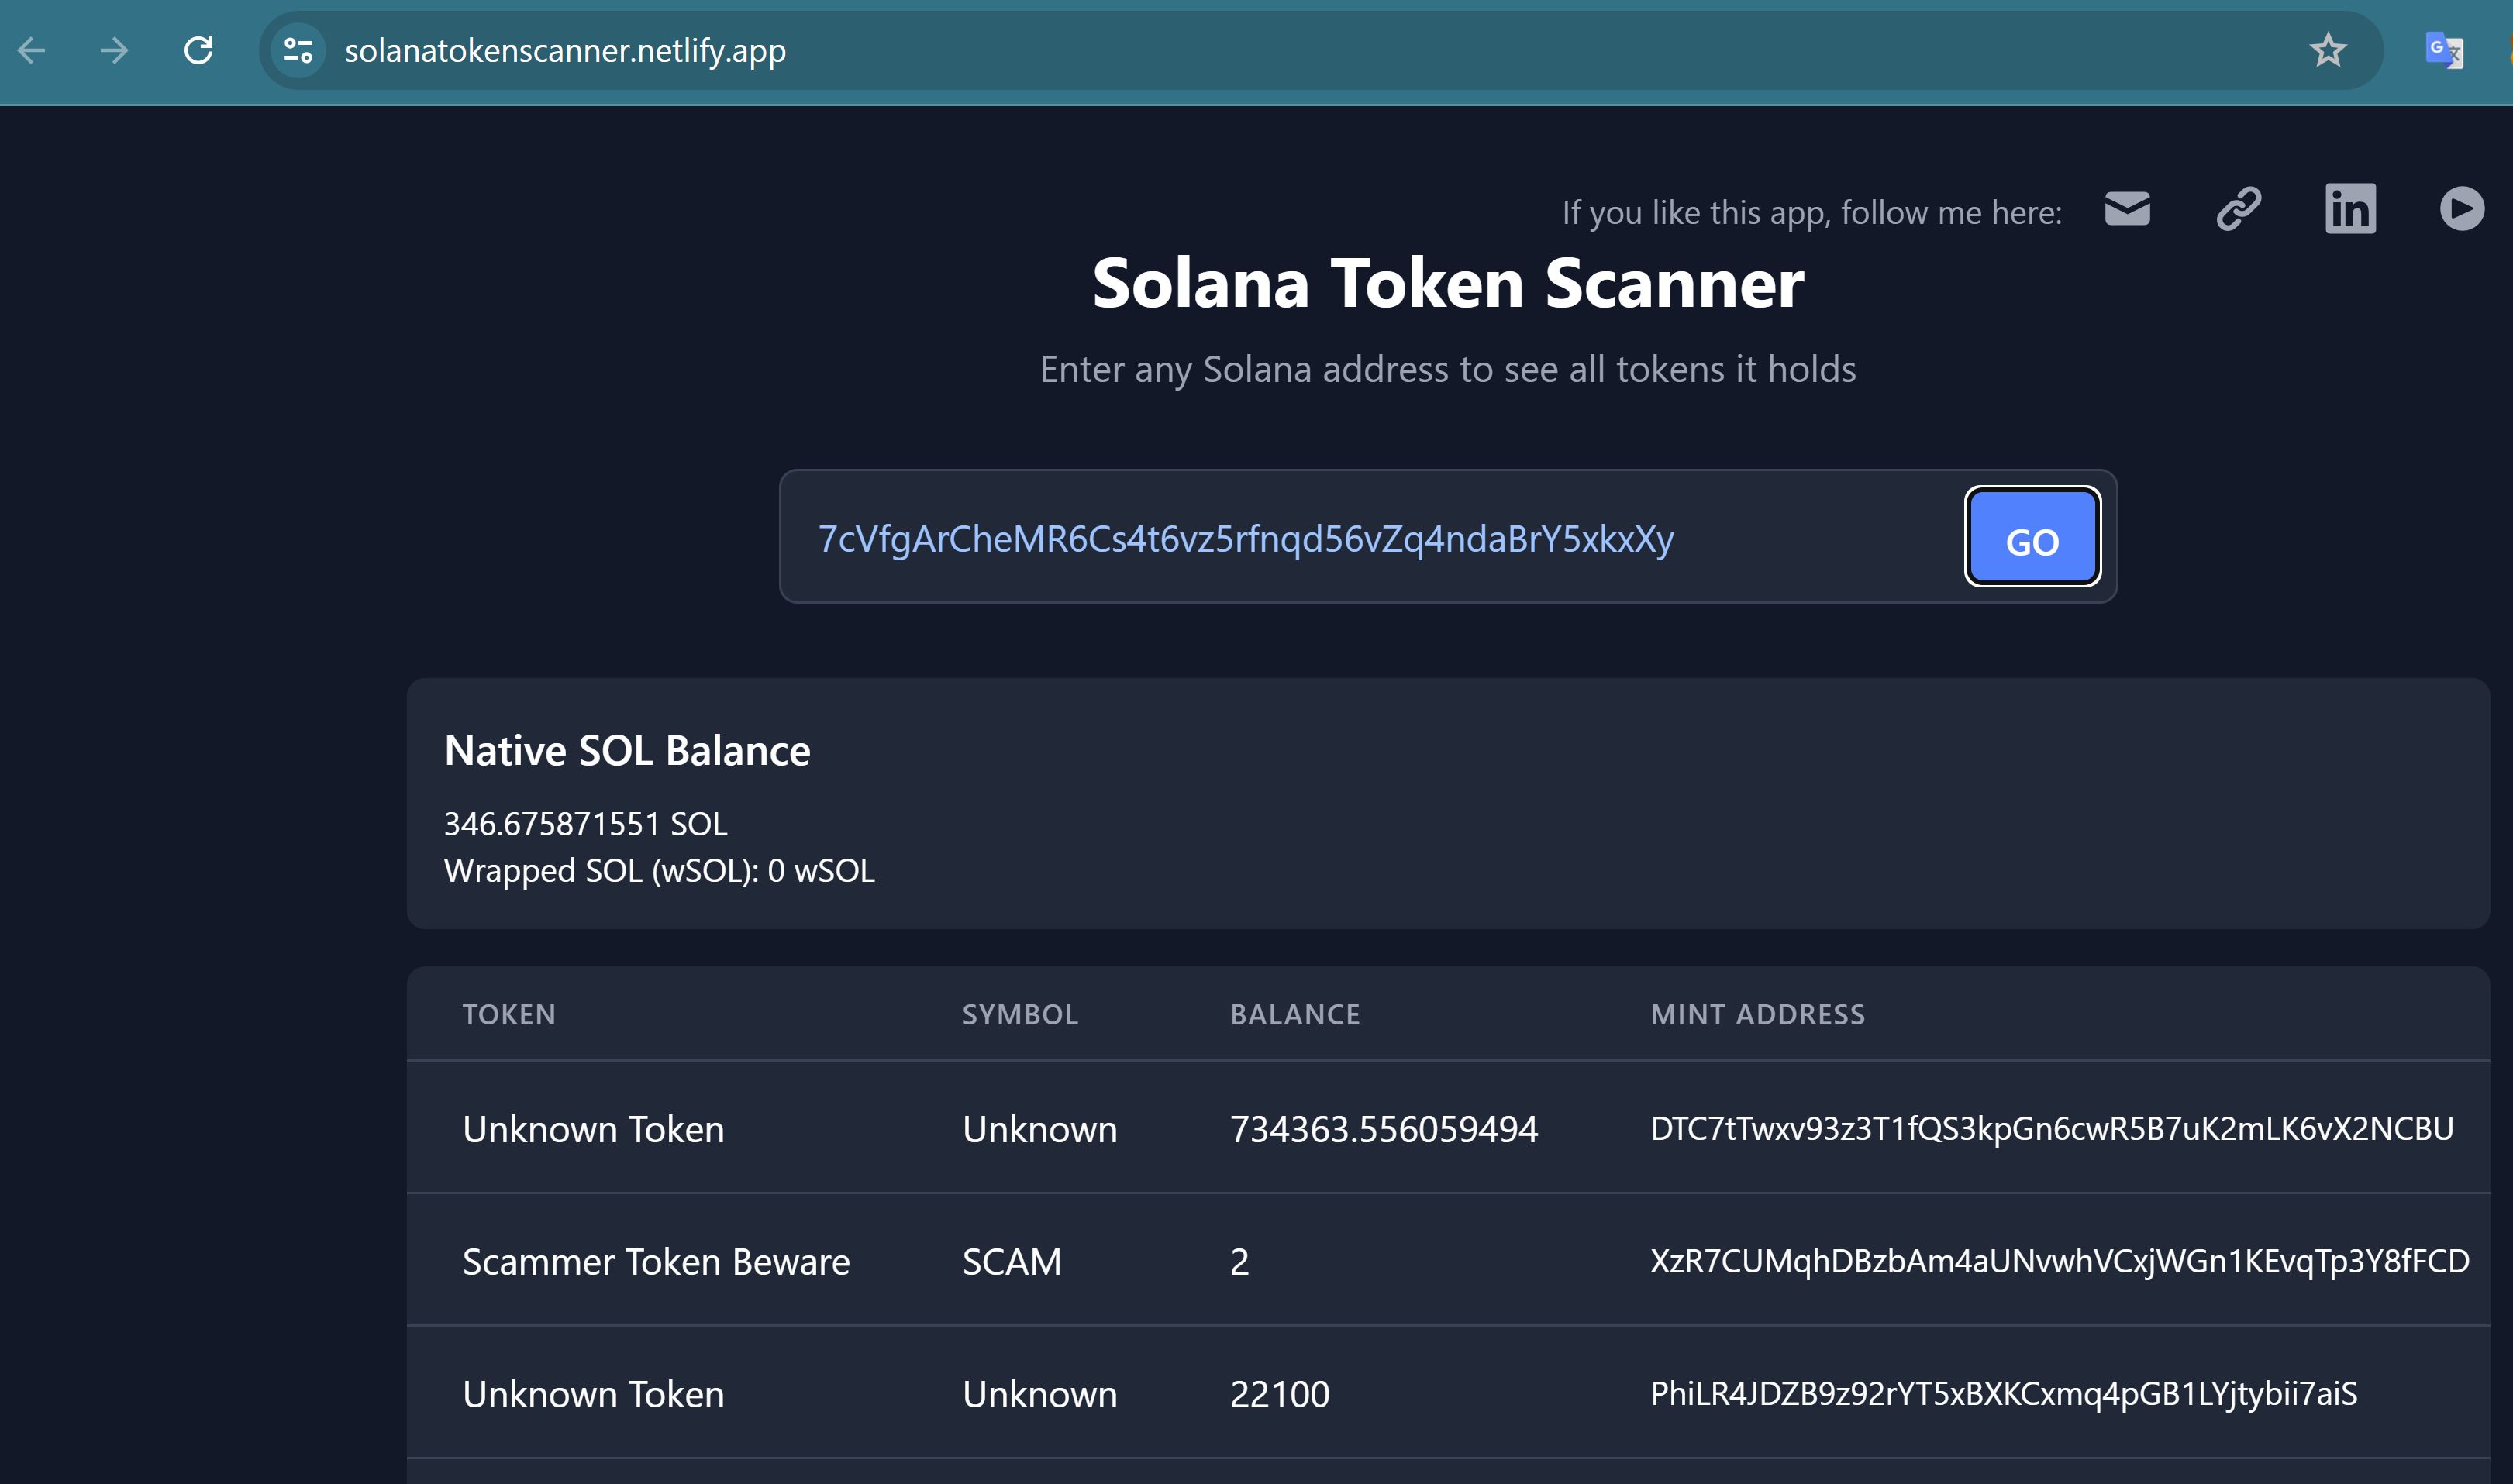 solanatokenscanner.netlify.app
If you like this app, follow me here:
in
Solana Token Scanner
Enter any Solana address to see all tokens it holds
7cVfgArCheMR6Cs4t6vz5rfnqd56vZq4ndaBrY5xkxXy
GO
Native SOL Balance
346.675871551 SOL
Wrapped SOL (wSOL): 0 wSOL
TOKEN SYMBOL BALANCE MINT ADDRESS
Unknown Token Unknown 734363.556059494 DTC7tTwxv93z3T1fQS3kpGn6cwR5B7uK2mLK6vX2NCBU
Scammer Token Beware SCAM 2 XzR7CUMqhDBzbAm4aUNvwhVCxjWGn1KEvqTp3Y8fFCD
Unknown Token Unknown 22100 PhiLR4JDZB9z92rYT5xBXKCxmq4pGB1LYjtybii7aiS